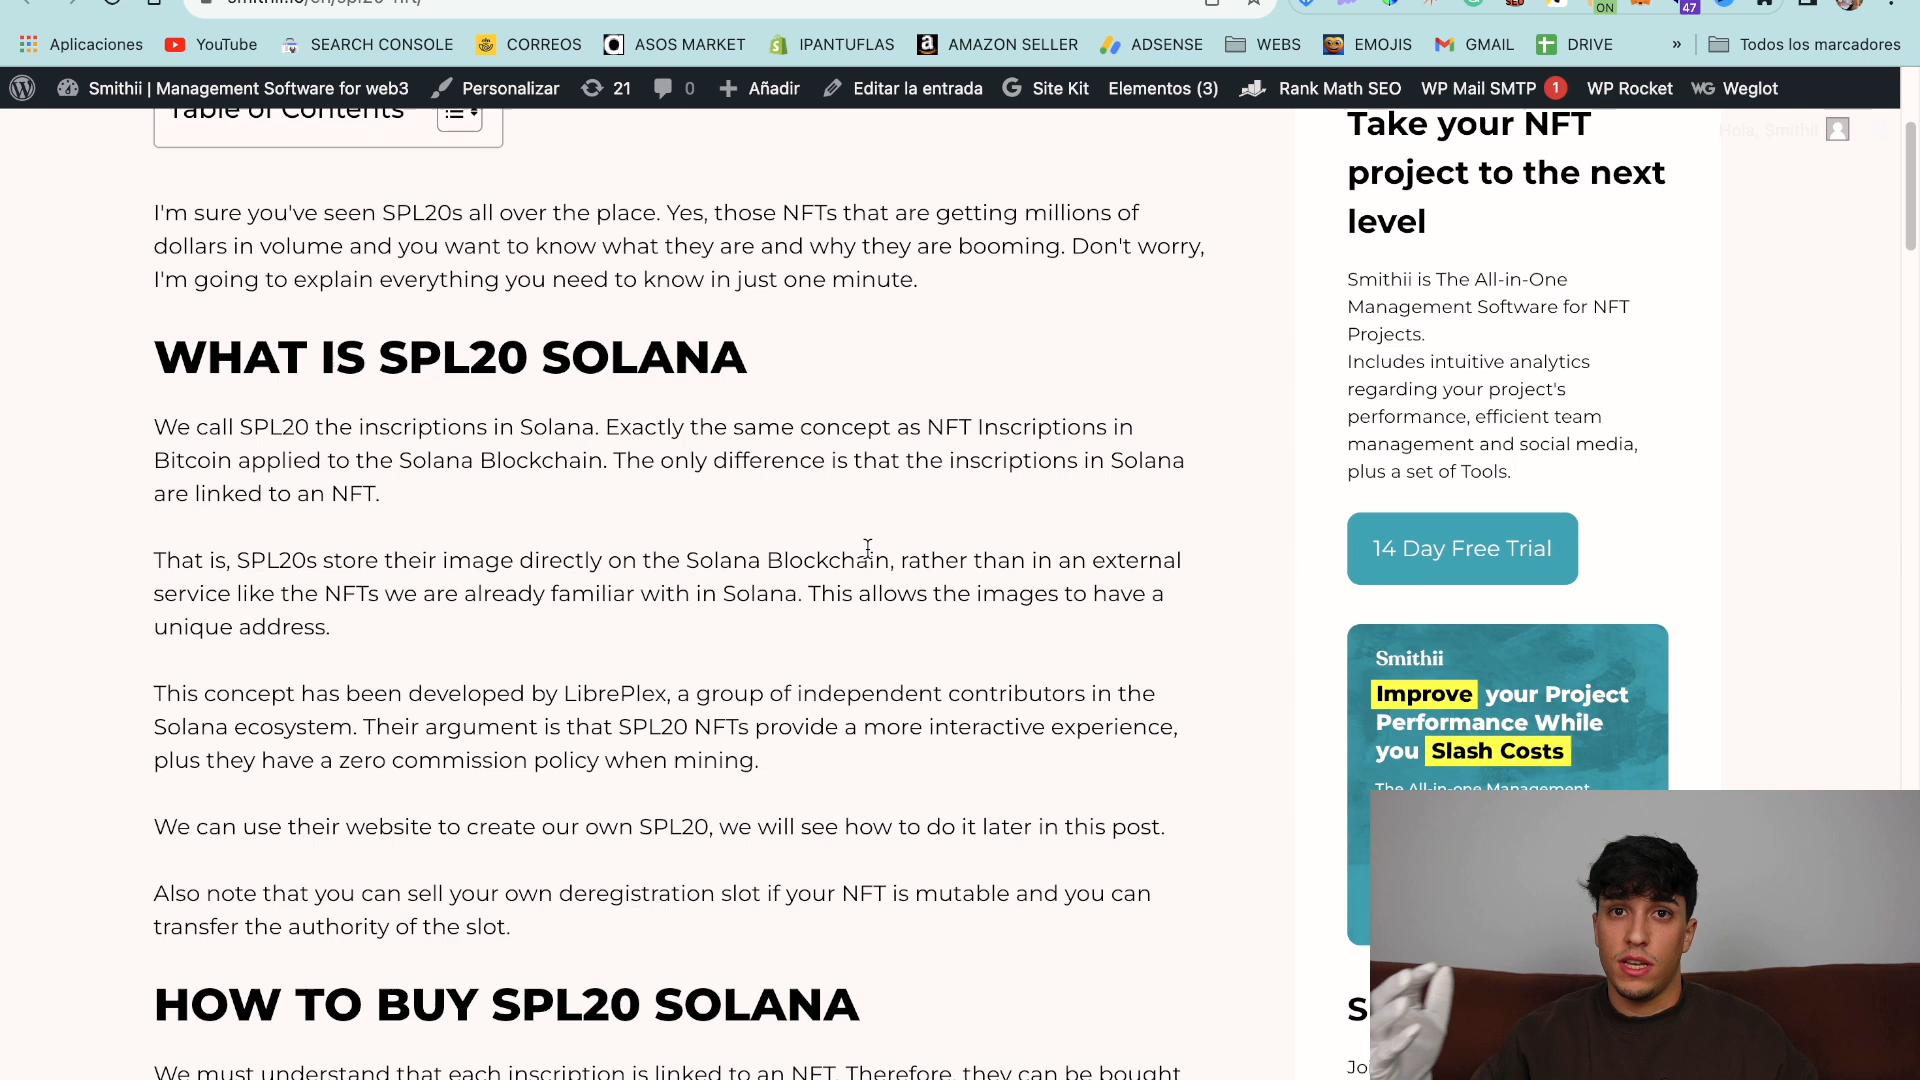 smithii.io/en/spl20-nft/
ON
47
Aplicaciones
YouTube
SEARCH CONSOLE
CORREOS
ASOS MARKET
IPANTUFLAS
AMAZON SELLER
ADSENSE
WEBS
EMOJIS
GMAIL
DRIVE
»
Todos los marcadores
Smithii | Management Software for web3
Personalizar
21
0
Añadir
Editar la entrada
Site Kit
Elementos (3)
Rank Math SEO
WP Mail SMTP 1
WP Rocket
WG Weglot
Hola, Smithii
Table of Contents
I'm sure you've seen SPL20s all over the place. Yes, those NFTs that are getting millions of
dollars in volume and you want to know what they are and why they are booming. Don't worry,
I'm going to explain everything you need to know in just one minute.
WHAT IS SPL20 SOLANA
We call SPL20 the inscriptions in Solana. Exactly the same concept as NFT Inscriptions in
Bitcoin applied to the Solana Blockchain. The only difference is that the inscriptions in Solana
are linked to an NFT.
That is, SPL20s store their image directly on the Solana Blockchain, rather than in an external
service like the NFTs we are already familiar with in Solana. This allows the images to have a
unique address.
This concept has been developed by LibrePlex, a group of independent contributors in the
Solana ecosystem. Their argument is that SPL20 NFTs provide a more interactive experience,
plus they have a zero commission policy when mining.
We can use their website to create our own SPL20, we will see how to do it later in this post.
Also note that you can sell your own deregistration slot if your NFT is mutable and you can
transfer the authority of the slot.
HOW TO BUY SPL20 SOLANA
We must understand that each inscription is linked to an NFT. Therefore, they can be bought
Take your NFT
project to the next
level
Smithii is The All-in-One
Management Software for NFT
Projects.
Includes intuitive analytics
regarding your project's
performance, efficient team
management and social media,
plus a set of Tools.
14 Day Free Trial
Smithii
Improve your Project
Performance While
you Slash Costs
The All-in-one Management